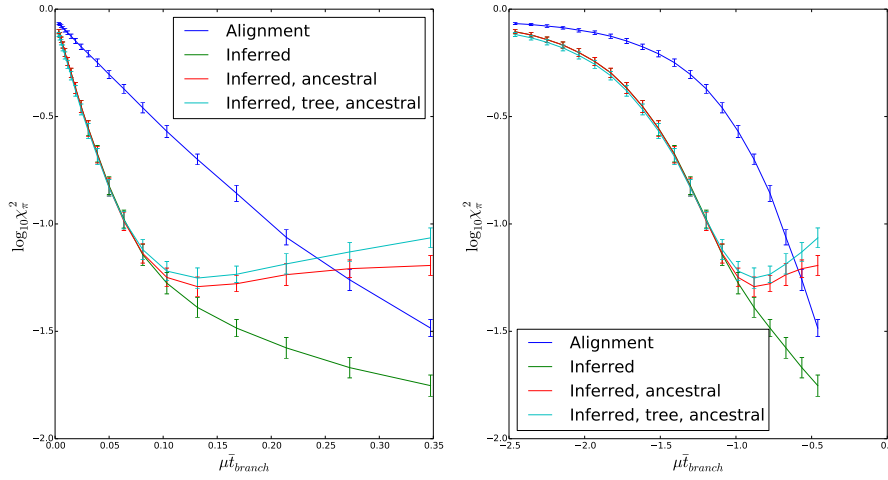 0.0
−0.5
−1.0
−1.5
−2.0
log₁₀χ²π
0.00 0.05 0.10 0.15 0.20 0.25 0.30 0.35
μt̄branch
Alignment
Inferred
Inferred, ancestral
Inferred, tree, ancestral
0.0
−0.5
−1.0
−1.5
−2.0
log₁₀χ²π
−2.5 −2.0 −1.5 −1.0 −0.5 0.0
μt̄branch
Alignment
Inferred
Inferred, ancestral
Inferred, tree, ancestral